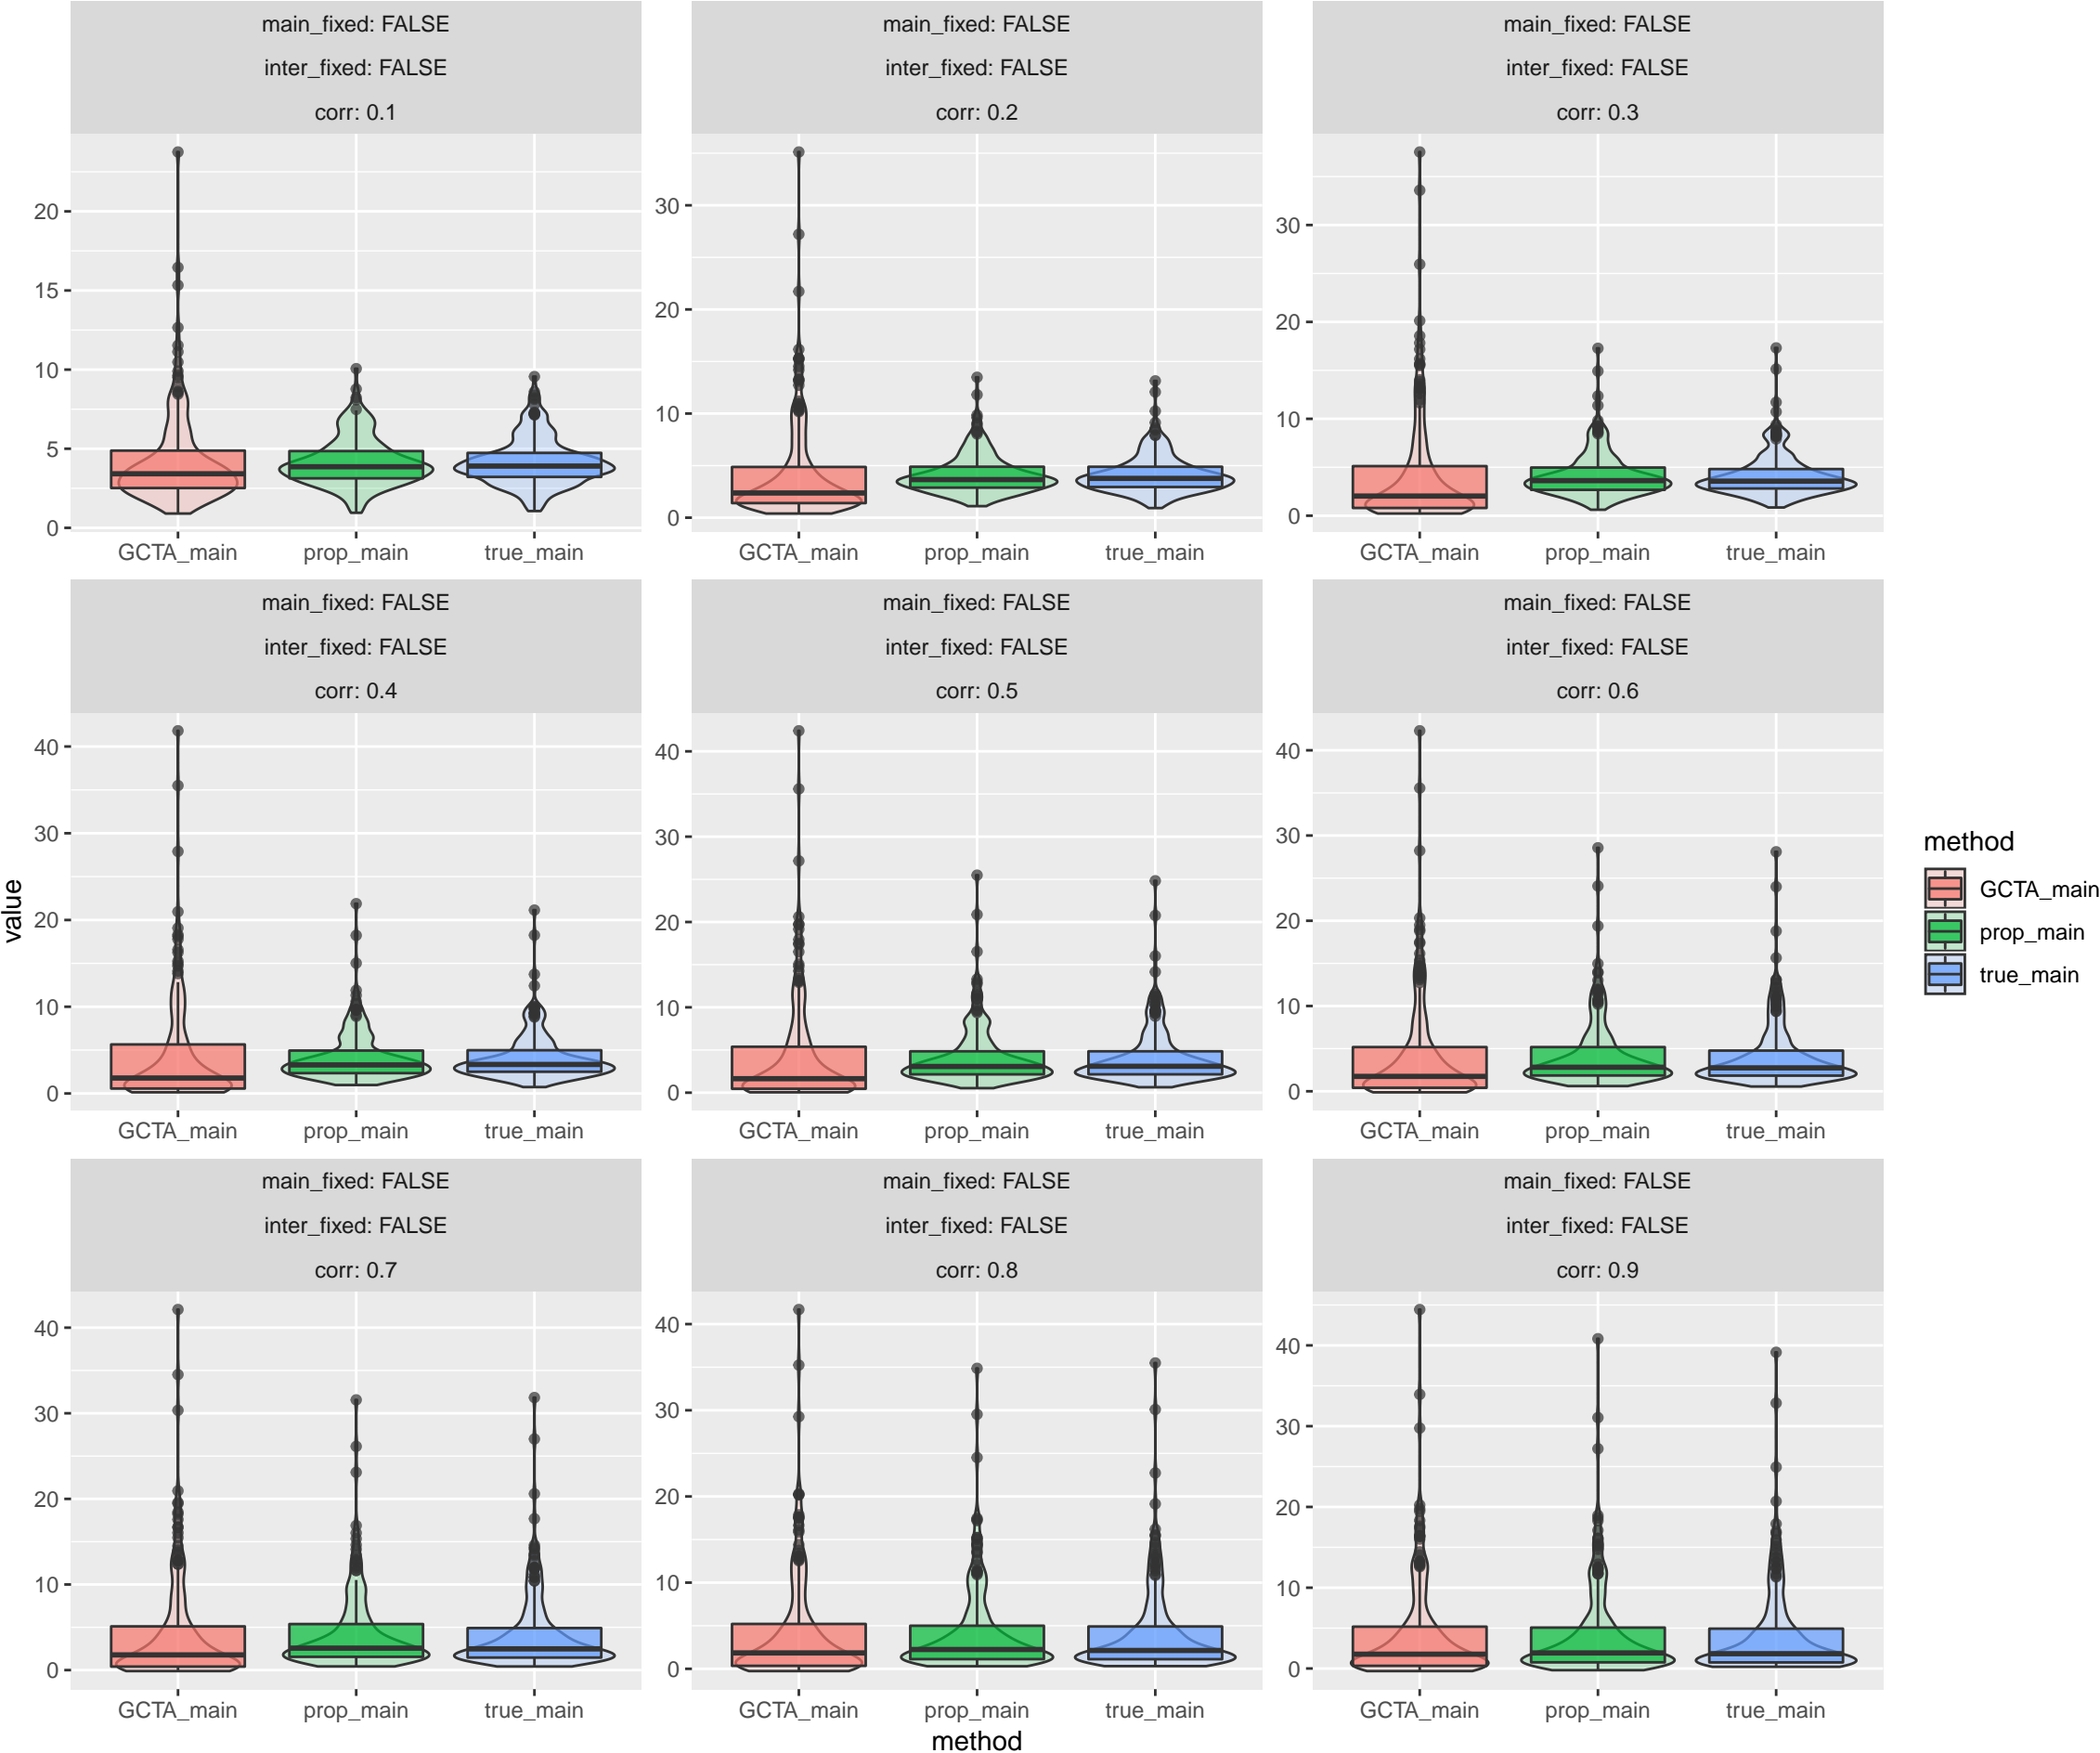 main_fixed: FALSE
inter_fixed: FALSE
corr: 0.1
main_fixed: FALSE
inter_fixed: FALSE
corr: 0.2
main_fixed: FALSE
inter_fixed: FALSE
corr: 0.3
20
15
10
5
0
30
20
10
0
30
20
10
0
GCTA_main prop_main true_main
GCTA_main prop_main true_main
GCTA_main prop_main true_main
main_fixed: FALSE
inter_fixed: FALSE
corr: 0.4
main_fixed: FALSE
inter_fixed: FALSE
corr: 0.5
main_fixed: FALSE
inter_fixed: FALSE
corr: 0.6
value
40
30
20
10
0
40
30
20
10
0
40
30
20
10
0
GCTA_main prop_main true_main
GCTA_main prop_main true_main
GCTA_main prop_main true_main
main_fixed: FALSE
inter_fixed: FALSE
corr: 0.7
main_fixed: FALSE
inter_fixed: FALSE
corr: 0.8
main_fixed: FALSE
inter_fixed: FALSE
corr: 0.9
40
30
20
10
0
40
30
20
10
0
40
30
20
10
0
GCTA_main prop_main true_main
GCTA_main prop_main true_main
GCTA_main prop_main true_main
method
method
GCTA_main
prop_main
true_main